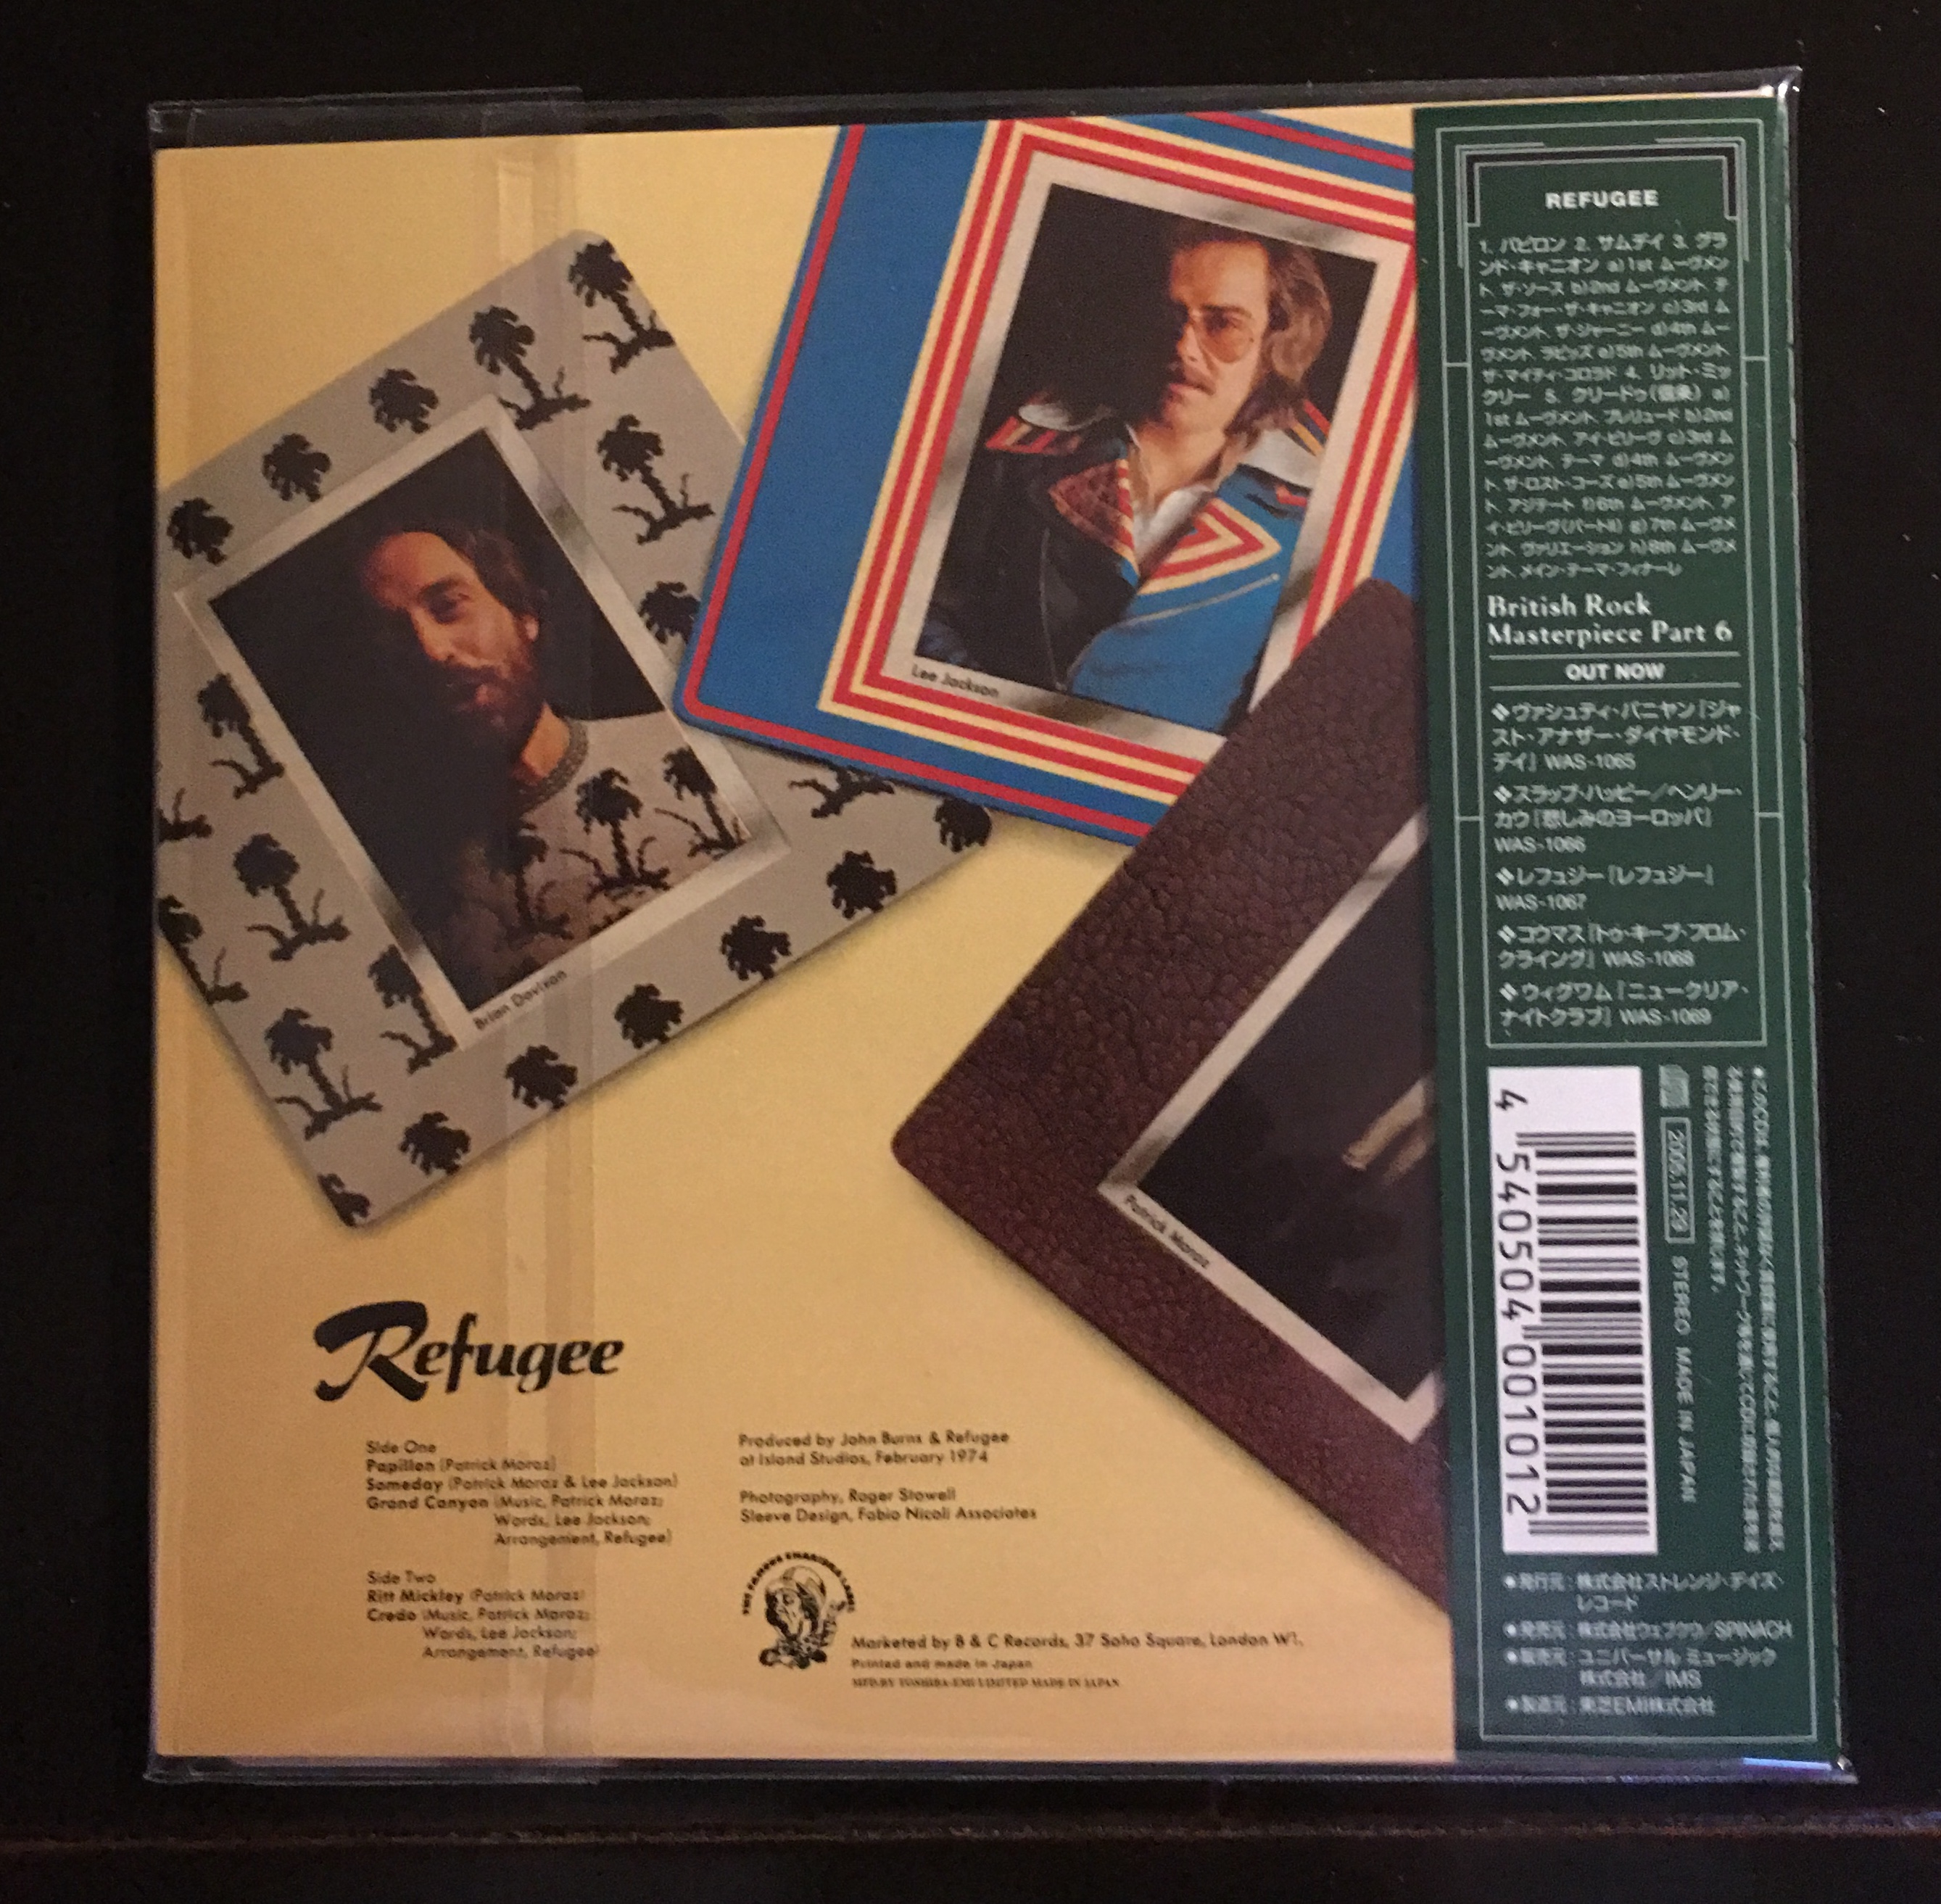 Brian Davison
Lee Jackson
Patrick Moraz
Refugee
Side One
Papillon (Patrick Moraz)
Someday (Patrick Moraz & Lee Jackson)
Grand Canyon (Music, Patrick Moraz;
Words, Lee Jackson;
Arrangement, Refugee)
Side Two
Ritt Mickley (Patrick Moraz)
Credo (Music, Patrick Moraz;
Words, Lee Jackson;
Arrangement, Refugee)
Produced by John Burns & Refugee
at Island Studios, February 1974
Photography, Roger Stowell
Sleeve Design, Fabio Nicoli Associates
THE FAMOUS CHARISMA LABEL
Marketed by B & C Records, 37 Soho Square, London W1.
Printed and made in Japan
MFD.BY TOSHIBA-EMI LIMITED MADE IN JAPAN
REFUGEE
1. パピロン 2. サムデイ 3. グラ
ンド・キャニオン a)1st ムーヴメン
ト、ザ・ソース b)2nd ムーヴメント、テ
ーマ・フォー・ザ・キャニオン c)3rd ム
ーヴメント、ザ・ジャーニー d)4th ムー
ヴメント、ラピッズ e)5th ムーヴメント、
ザ・マイティ・コロラド 4. リット・ミッ
クリー 5. クリードゥ(信条) a)
1st ムーヴメント、プレリュード b)2nd
ムーヴメント、アイ・ビリーヴ c)3rd ム
ーヴメント、テーマ d)4th ムーヴメン
ト、ザ・ロスト・コーズ e)5th ムーヴメン
ト、アジテート f)6th ムーヴメント、ア
イ・ビリーヴ(パートII) g)7th ムーヴメ
ント、ヴァリエーション h)8th ムーヴメ
ント、メイン・テーマ・フィナーレ
British Rock
Masterpiece Part 6
OUT NOW
❖ヴァシュティ・バニヤン『ジャ
スト・アナザー・ダイヤモンド・
デイ』WAS-1065
❖スラップ・ハッピー／ヘンリー・
カウ『悲しみのヨーロッパ』
WAS-1066
❖レフュジー『レフュジー』
WAS-1067
❖コウマス『トゥ・キープ・フロム・
クライング』WAS-1068
❖ウィグワム『ニュークリア・
ナイトクラブ』WAS-1069
4 540504 001012
2005.11.29 STEREO MADE IN JAPAN
●発行元：株式会社ストレンジ・デイズ・
レコード
●発売元：株式会社ウェブクウ／SPINACH
●販売元：ユニバーサル ミュージック
株式会社／IMS
●製造元：東芝EMI株式会社